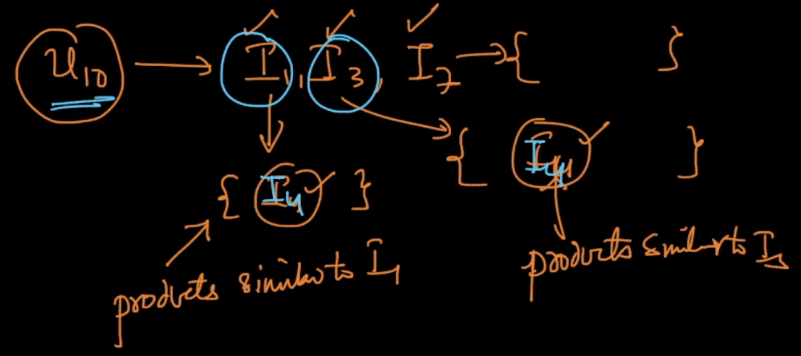 U10 → I1, I3, I7 → { }
{ I4 } { I4 }
products similar to I1
products similar to I3